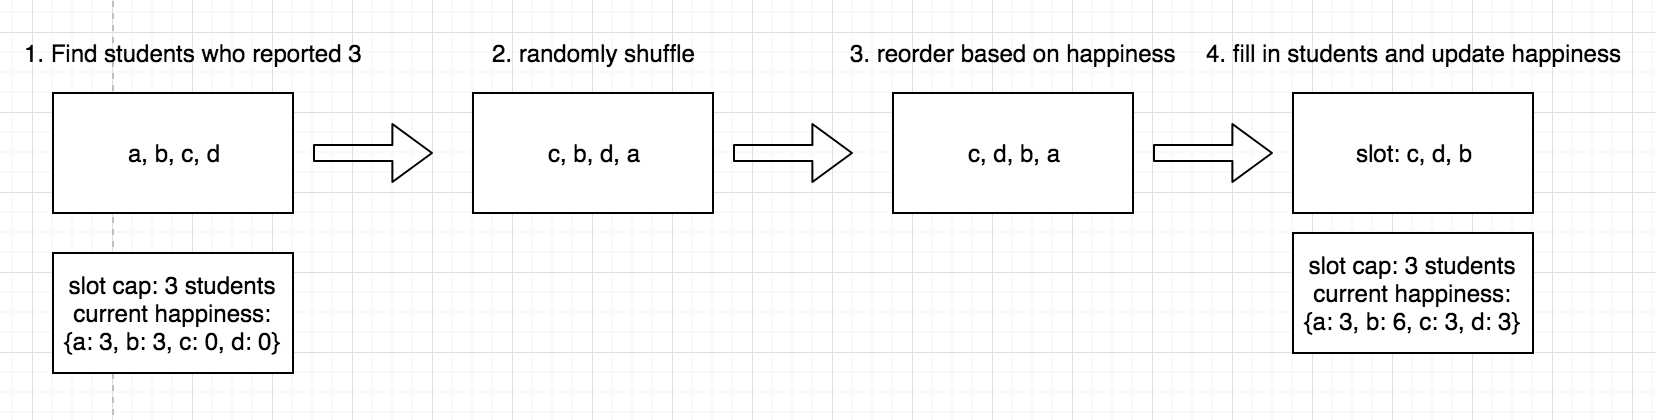 1. Find students who reported 3
2. randomly shuffle
3. reorder based on happiness
4. fill in students and update happiness
a, b, c, d
c, b, d, a
c, d, b, a
slot: c, d, b
slot cap: 3 students
current happiness:
{a: 3, b: 3, c: 0, d: 0}
slot cap: 3 students
current happiness:
{a: 3, b: 6, c: 3, d: 3}